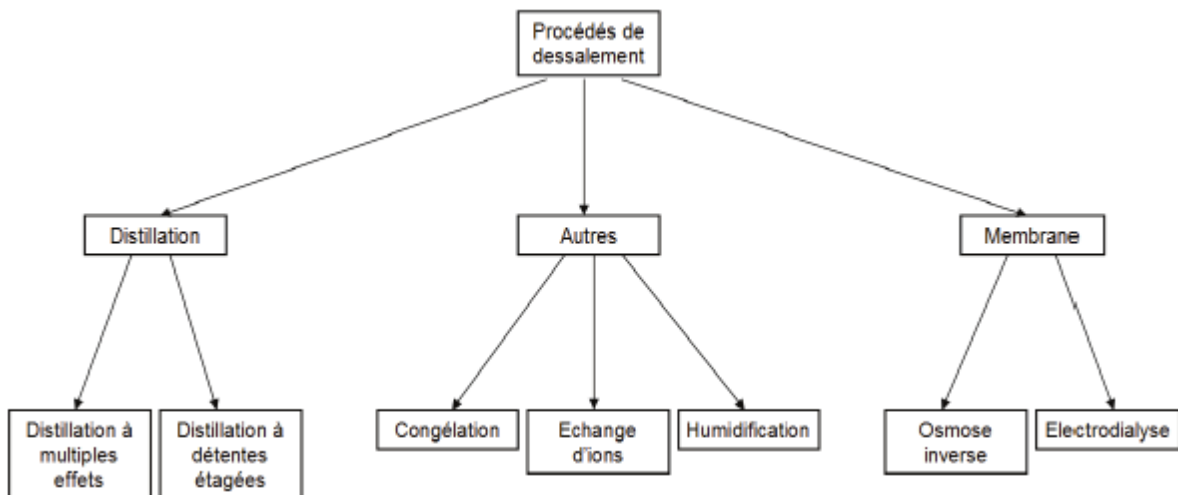 Procédés de
dessalement
Distillation
Autres
Membrane
Distillation à
multiples
effets
Distillation à
détentes
étagées
Congélation
Echange
d'ions
Humidification
Osmose
inverse
Electrodialyse